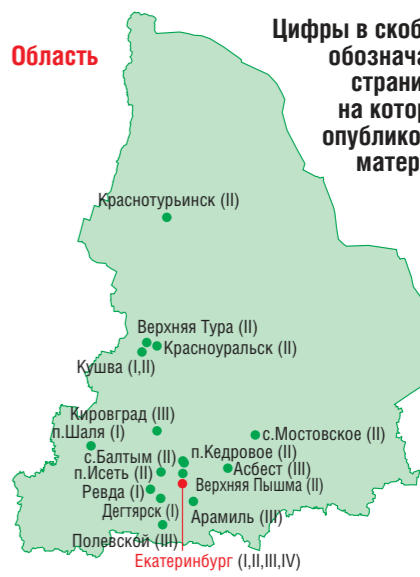 Цифры в скоб
Область
обознача
страни
на котор
опублико
матер
Краснотурьинск (II)
Верхняя Тура (II)
Красноуральск (II)
Кушва (I,II)
Кировград (III)
п.Шаля (I)
с.Мостовское (II)
с.Балтым (II)
п.Кедровое (II)
п.Исеть (II)
Асбест (III)
Ревда (I)
Верхняя Пышма (II)
Дегтярск (I)
Арамиль (III)
Полевской (III)
Екатеринбург (I,II,III,IV)